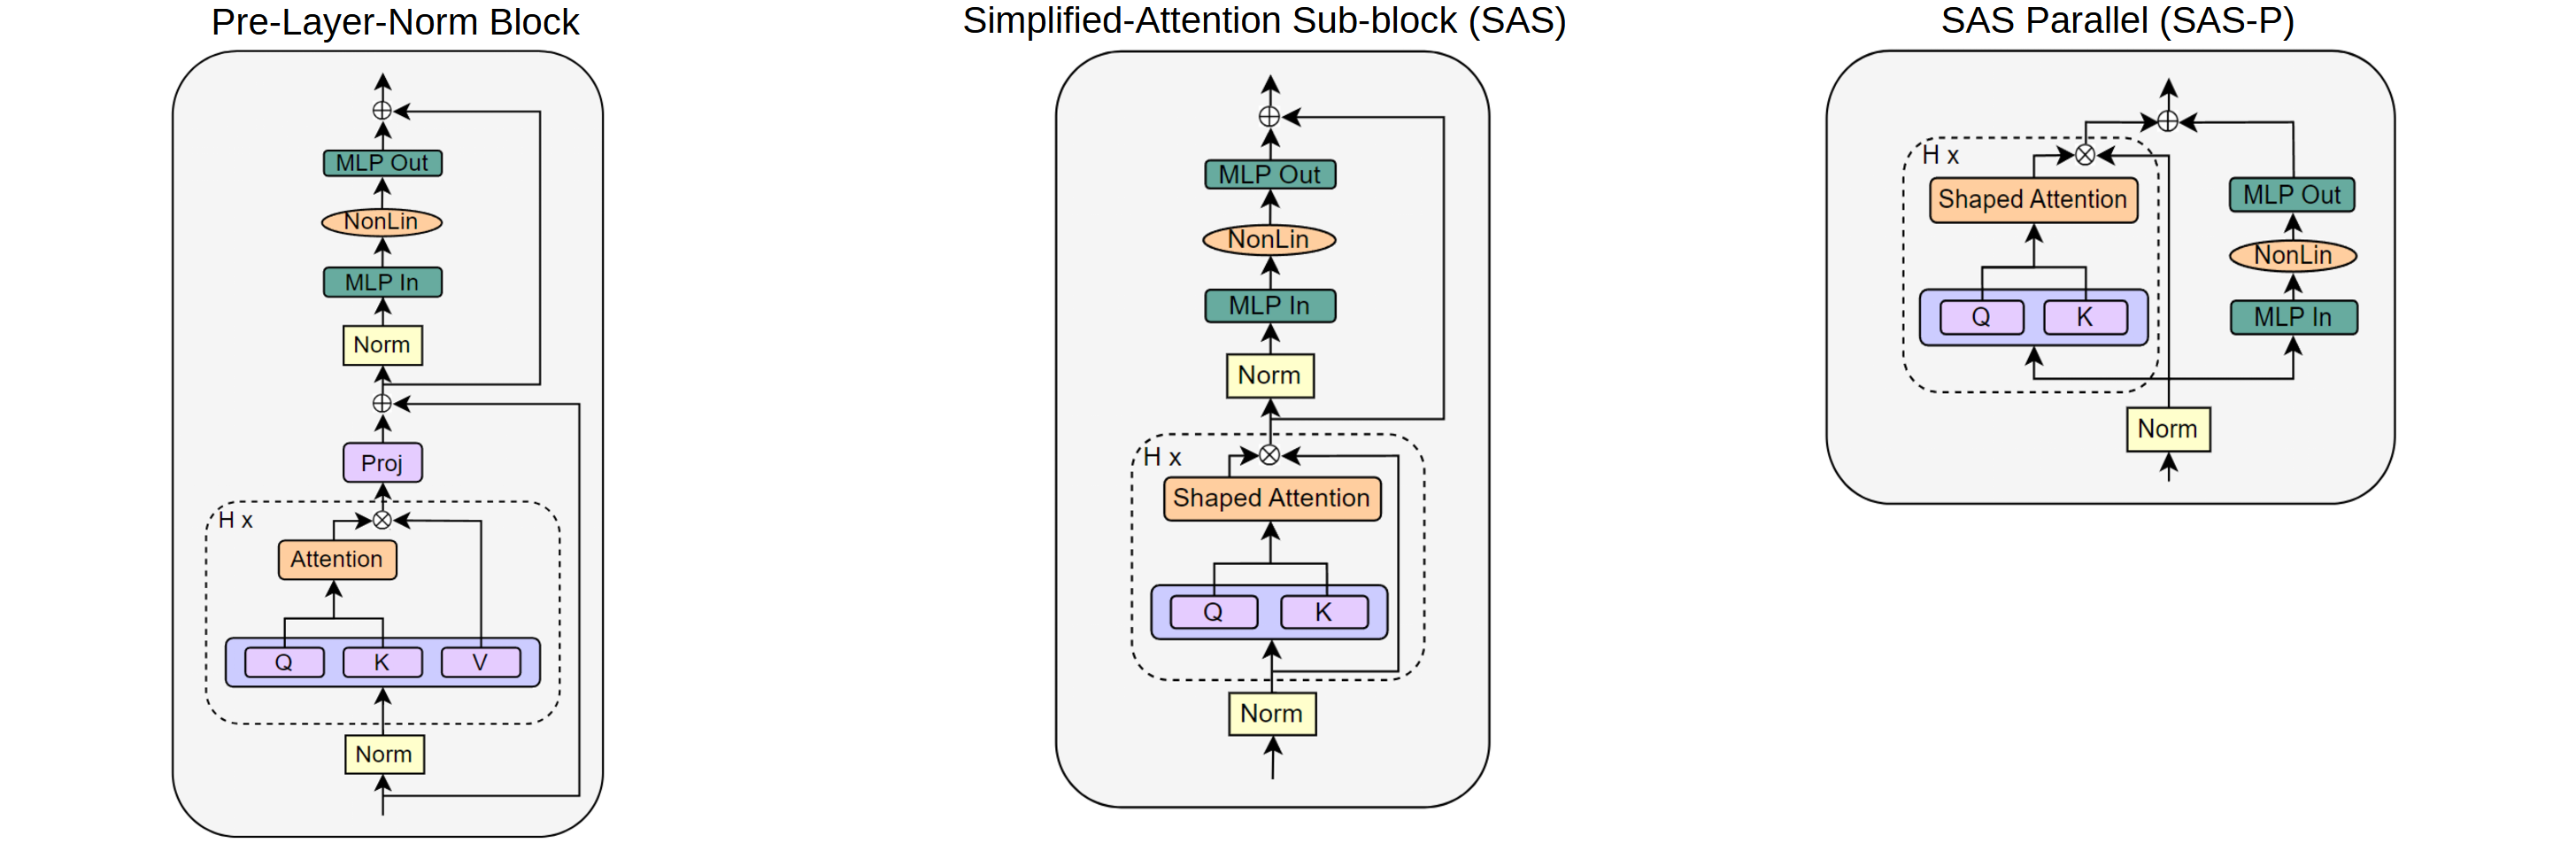 Pre-Layer-Norm Block
MLP Out
NonLin
MLP In
Norm
Proj
H x
Attention
Q K V
Norm
Simplified-Attention Sub-block (SAS)
MLP Out
NonLin
MLP In
Norm
H x
Shaped Attention
Q K
Norm
SAS Parallel (SAS-P)
H x
Shaped Attention
Q K
MLP Out
NonLin
MLP In
Norm